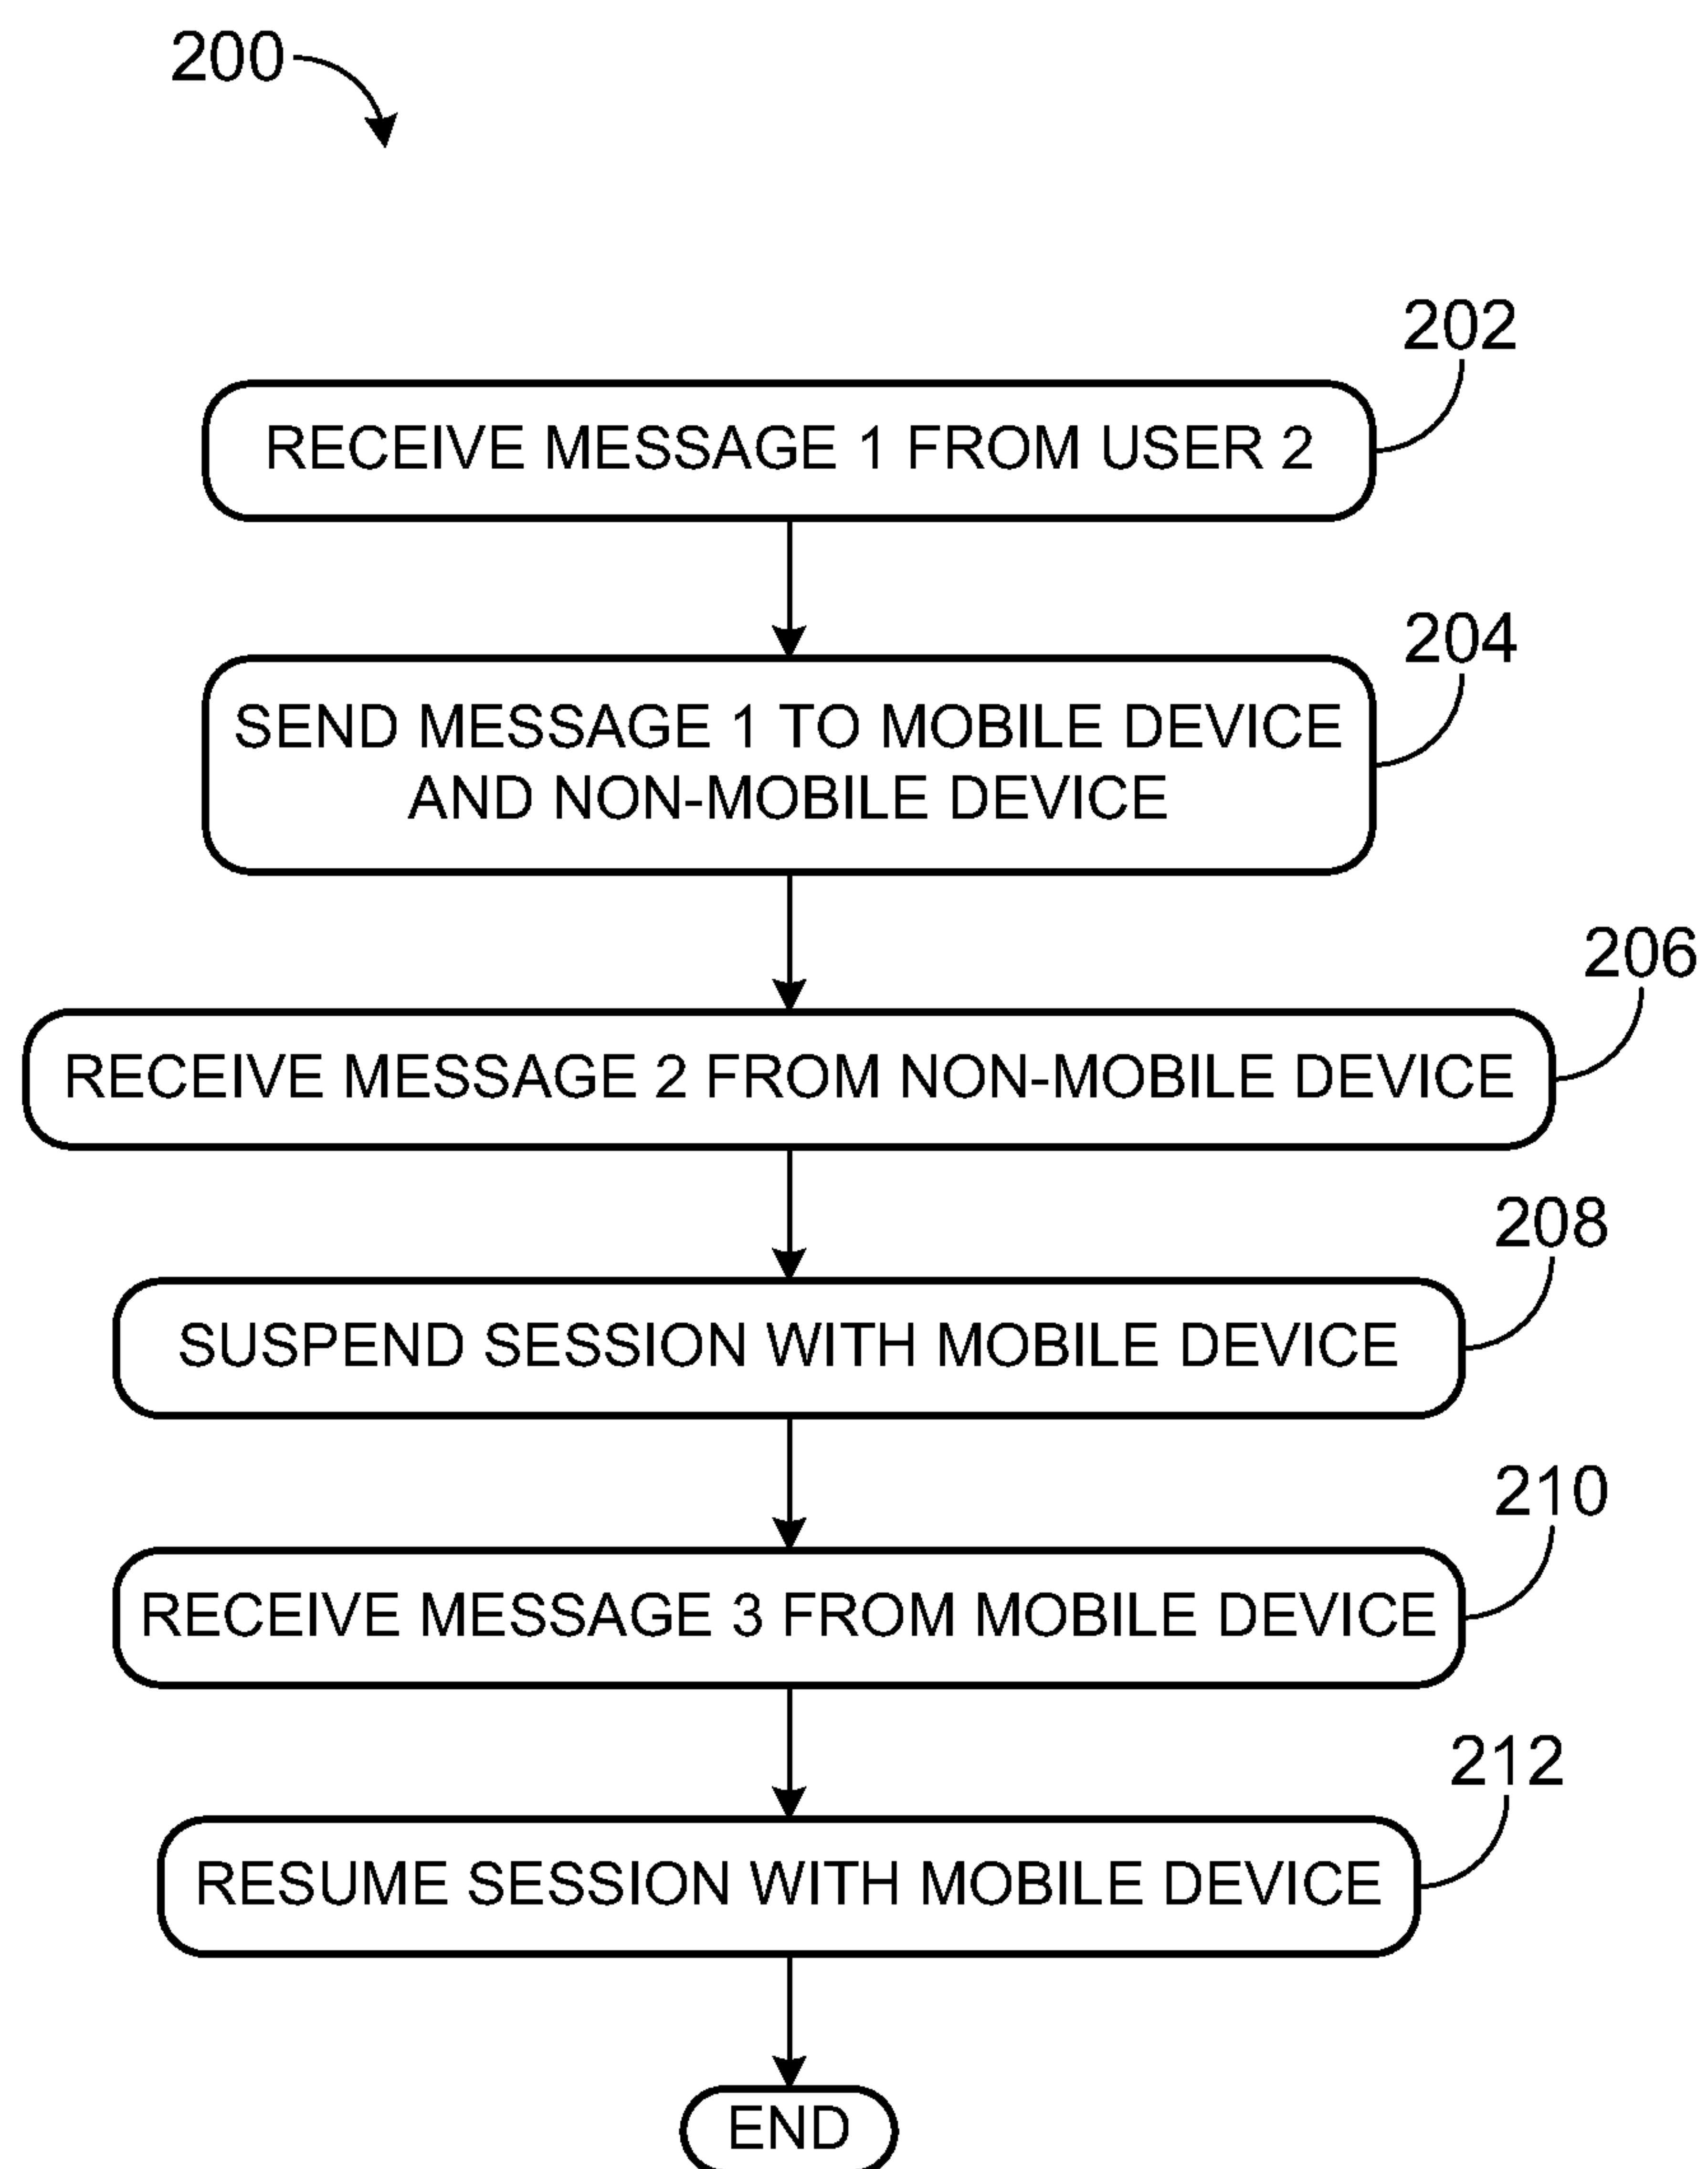 200
202
RECEIVE MESSAGE 1 FROM USER 2
204
SEND MESSAGE 1 TO MOBILE DEVICE
AND NON-MOBILE DEVICE
206
RECEIVE MESSAGE 2 FROM NON-MOBILE DEVICE
208
SUSPEND SESSION WITH MOBILE DEVICE
210
RECEIVE MESSAGE 3 FROM MOBILE DEVICE
212
RESUME SESSION WITH MOBILE DEVICE
END